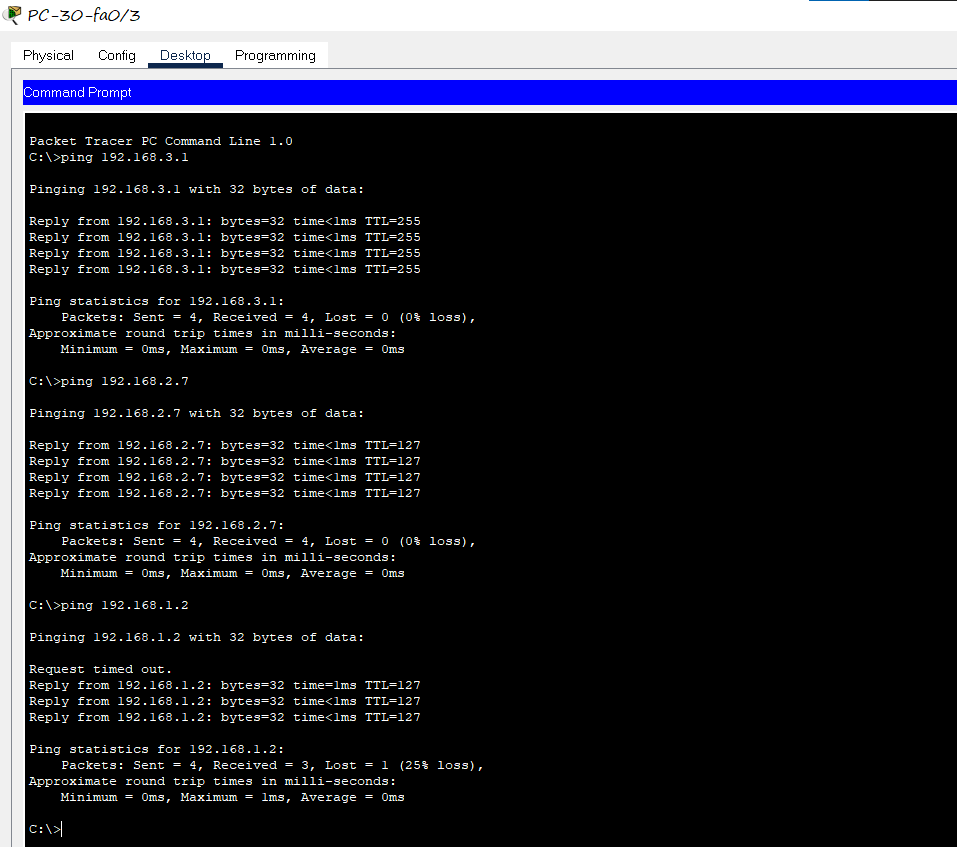 PC-30-fa0/3
Physical Config Desktop Programming
Command Prompt
Packet Tracer PC Command Line 1.0
C:\>ping 192.168.3.1
Pinging 192.168.3.1 with 32 bytes of data:
Reply from 192.168.3.1: bytes=32 time<1ms TTL=255
Reply from 192.168.3.1: bytes=32 time<1ms TTL=255
Reply from 192.168.3.1: bytes=32 time<1ms TTL=255
Reply from 192.168.3.1: bytes=32 time<1ms TTL=255
Ping statistics for 192.168.3.1:
Packets: Sent = 4, Received = 4, Lost = 0 (0% loss),
Approximate round trip times in milli-seconds:
Minimum = 0ms, Maximum = 0ms, Average = 0ms
C:\>ping 192.168.2.7
Pinging 192.168.2.7 with 32 bytes of data:
Reply from 192.168.2.7: bytes=32 time<1ms TTL=127
Reply from 192.168.2.7: bytes=32 time<1ms TTL=127
Reply from 192.168.2.7: bytes=32 time<1ms TTL=127
Reply from 192.168.2.7: bytes=32 time<1ms TTL=127
Ping statistics for 192.168.2.7:
Packets: Sent = 4, Received = 4, Lost = 0 (0% loss),
Approximate round trip times in milli-seconds:
Minimum = 0ms, Maximum = 0ms, Average = 0ms
C:\>ping 192.168.1.2
Pinging 192.168.1.2 with 32 bytes of data:
Request timed out.
Reply from 192.168.1.2: bytes=32 time=1ms TTL=127
Reply from 192.168.1.2: bytes=32 time<1ms TTL=127
Reply from 192.168.1.2: bytes=32 time<1ms TTL=127
Ping statistics for 192.168.1.2:
Packets: Sent = 4, Received = 3, Lost = 1 (25% loss),
Approximate round trip times in milli-seconds:
Minimum = 0ms, Maximum = 1ms, Average = 0ms
C:\>